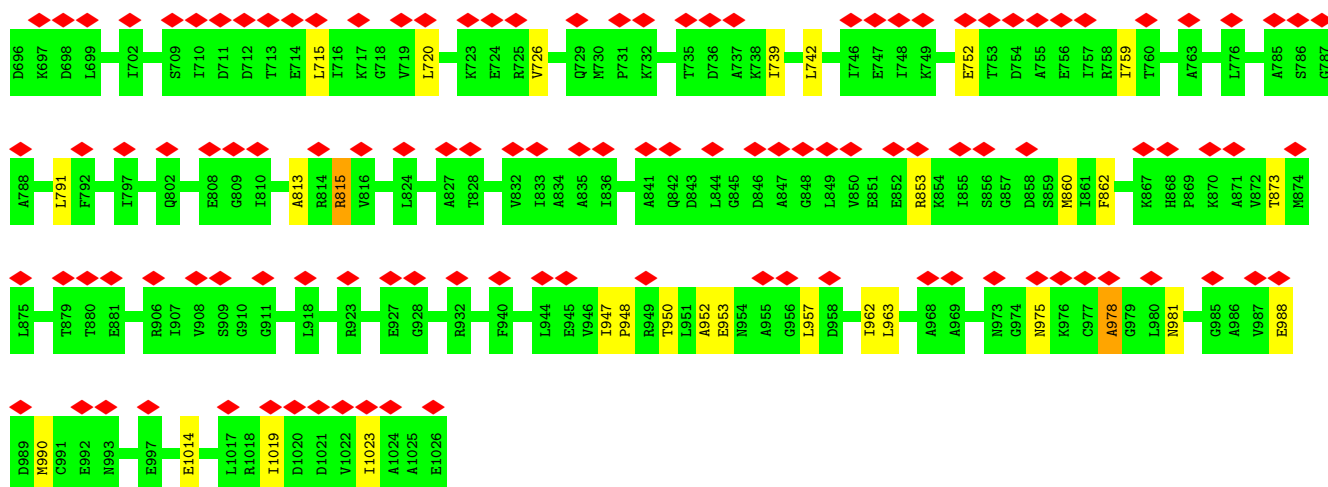 D696 K697 D698 L699 I702 S709 I710 D711 D712 T713 E714 L715 I716 K717 G718 V719 L720 K723 E724 R725 V726 Q729 M730 P731 K732 T735 D736 A737 K738 I739 L742 I746 E747 I748 K749 E752 T753 D754 A755 E756 I757 R758 I759 T760 A763 L776 A785 S786 G787
A788 L791 F792 I797 Q802 E808 G809 I810 A813 R814 R815 V816 L824 A827 T828 V832 I833 A834 A835 I836 A841 Q842 D843 L844 G845 D846 A847 G848 L849 V850 E851 E852 R853 K854 I855 S856 G857 D858 S859 M860 I861 F862 K867 H868 P869 K870 A871 V872 T873 M874
L875 T879 T880 E881 R906 I907 V908 S909 G910 G911 L918 R923 E927 G928 R932 F940 L944 E945 V946 I947 P948 R949 T950 L951 A952 E953 N954 A955 G956 L957 D958 I962 L963 A968 A969 N973 G974 N975 K976 C977 A978 G979 L980 N981 G985 A986 V987 E988
D989 M990 C991 E992 N993 E997 E1014 L1017 R1018 I1019 D1020 D1021 V1022 I1023 A1024 A1025 E1026